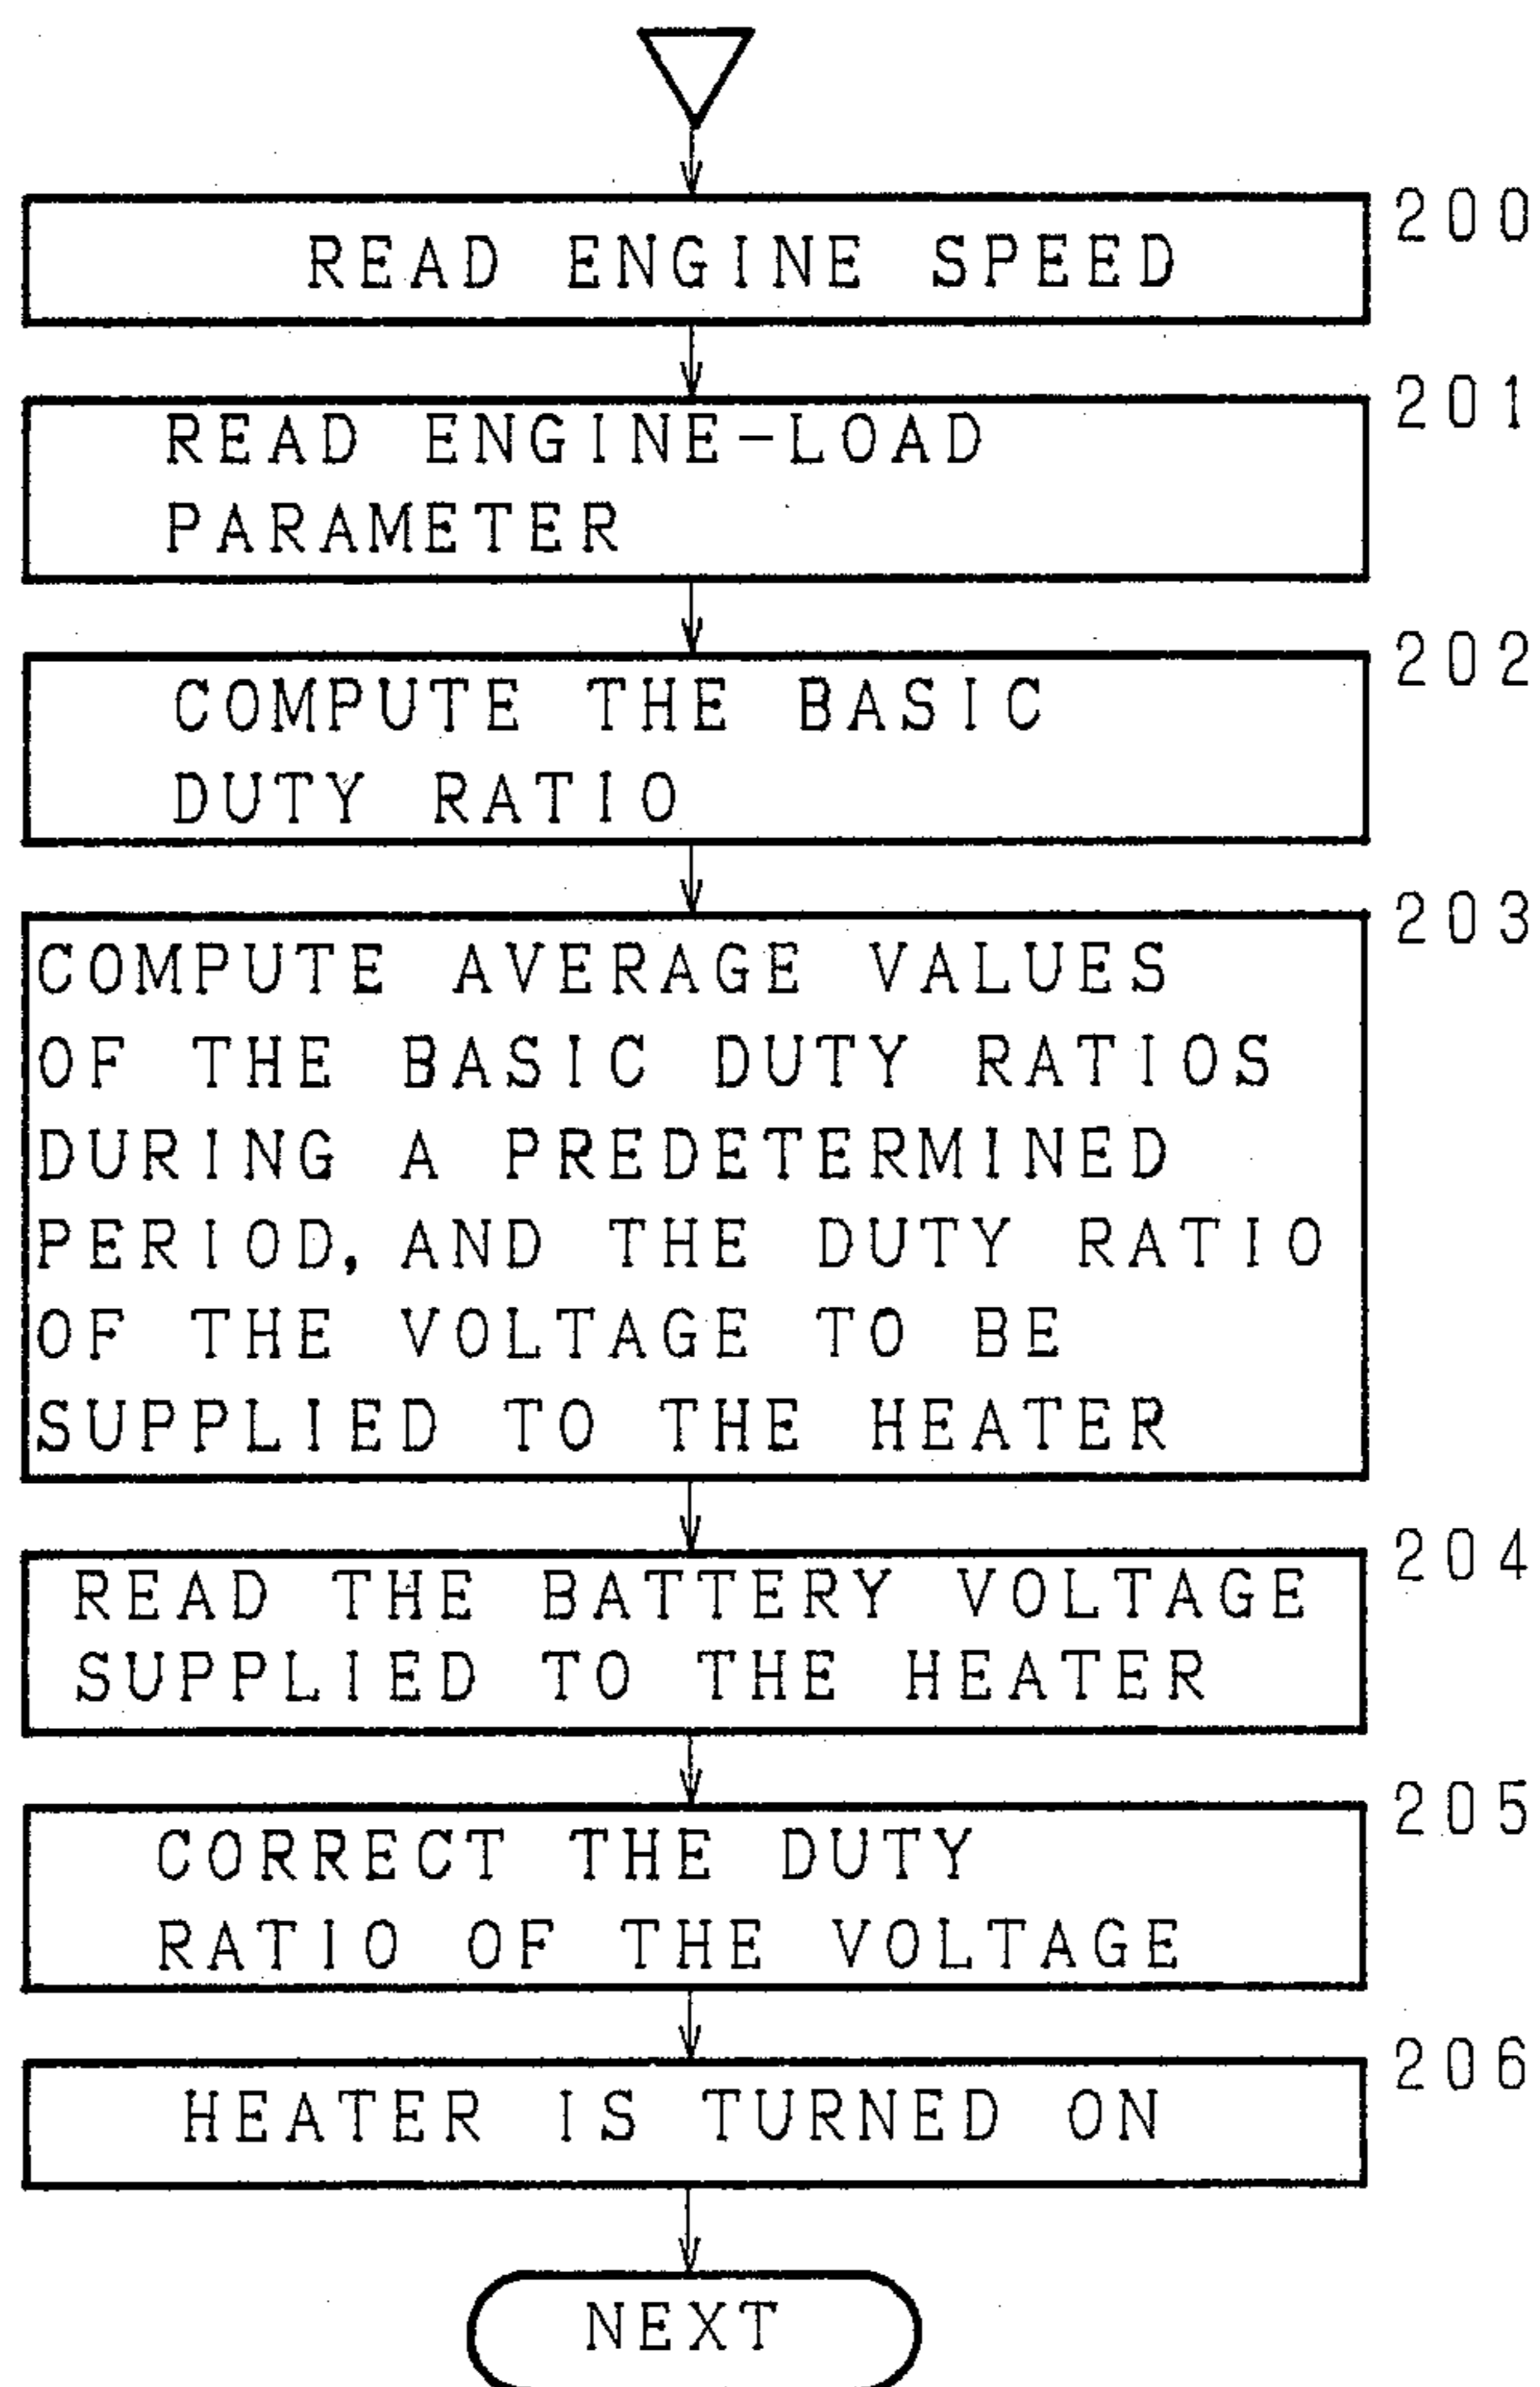 200
READ ENGINE SPEED
201
READ ENGINE-LOAD
PARAMETER
202
COMPUTE THE BASIC
DUTY RATIO
203
COMPUTE AVERAGE VALUES
OF THE BASIC DUTY RATIOS
DURING A PREDETERMINED
PERIOD, AND THE DUTY RATIO
OF THE VOLTAGE TO BE
SUPPLIED TO THE HEATER
204
READ THE BATTERY VOLTAGE
SUPPLIED TO THE HEATER
205
CORRECT THE DUTY
RATIO OF THE VOLTAGE
206
HEATER IS TURNED ON
NEXT